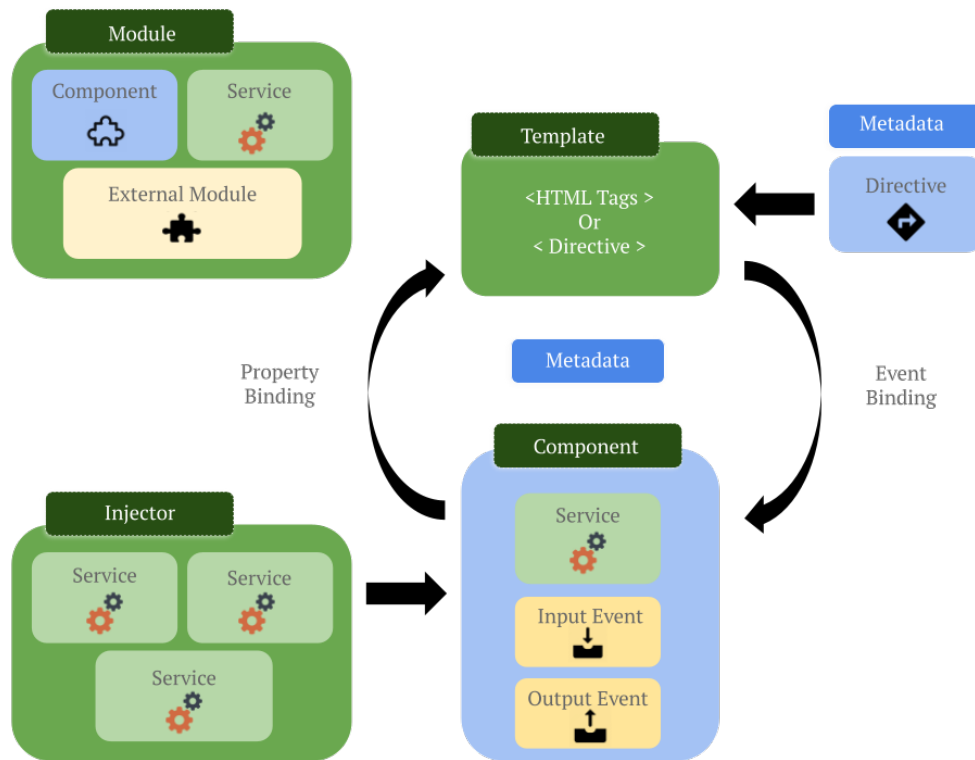 Module
Component
Service
External Module
Template
<HTML Tags >
Or
< Directive >
Metadata
Directive
Property
Binding
Metadata
Event
Binding
Component
Service
Input Event
Output Event
Injector
Service
Service
Service